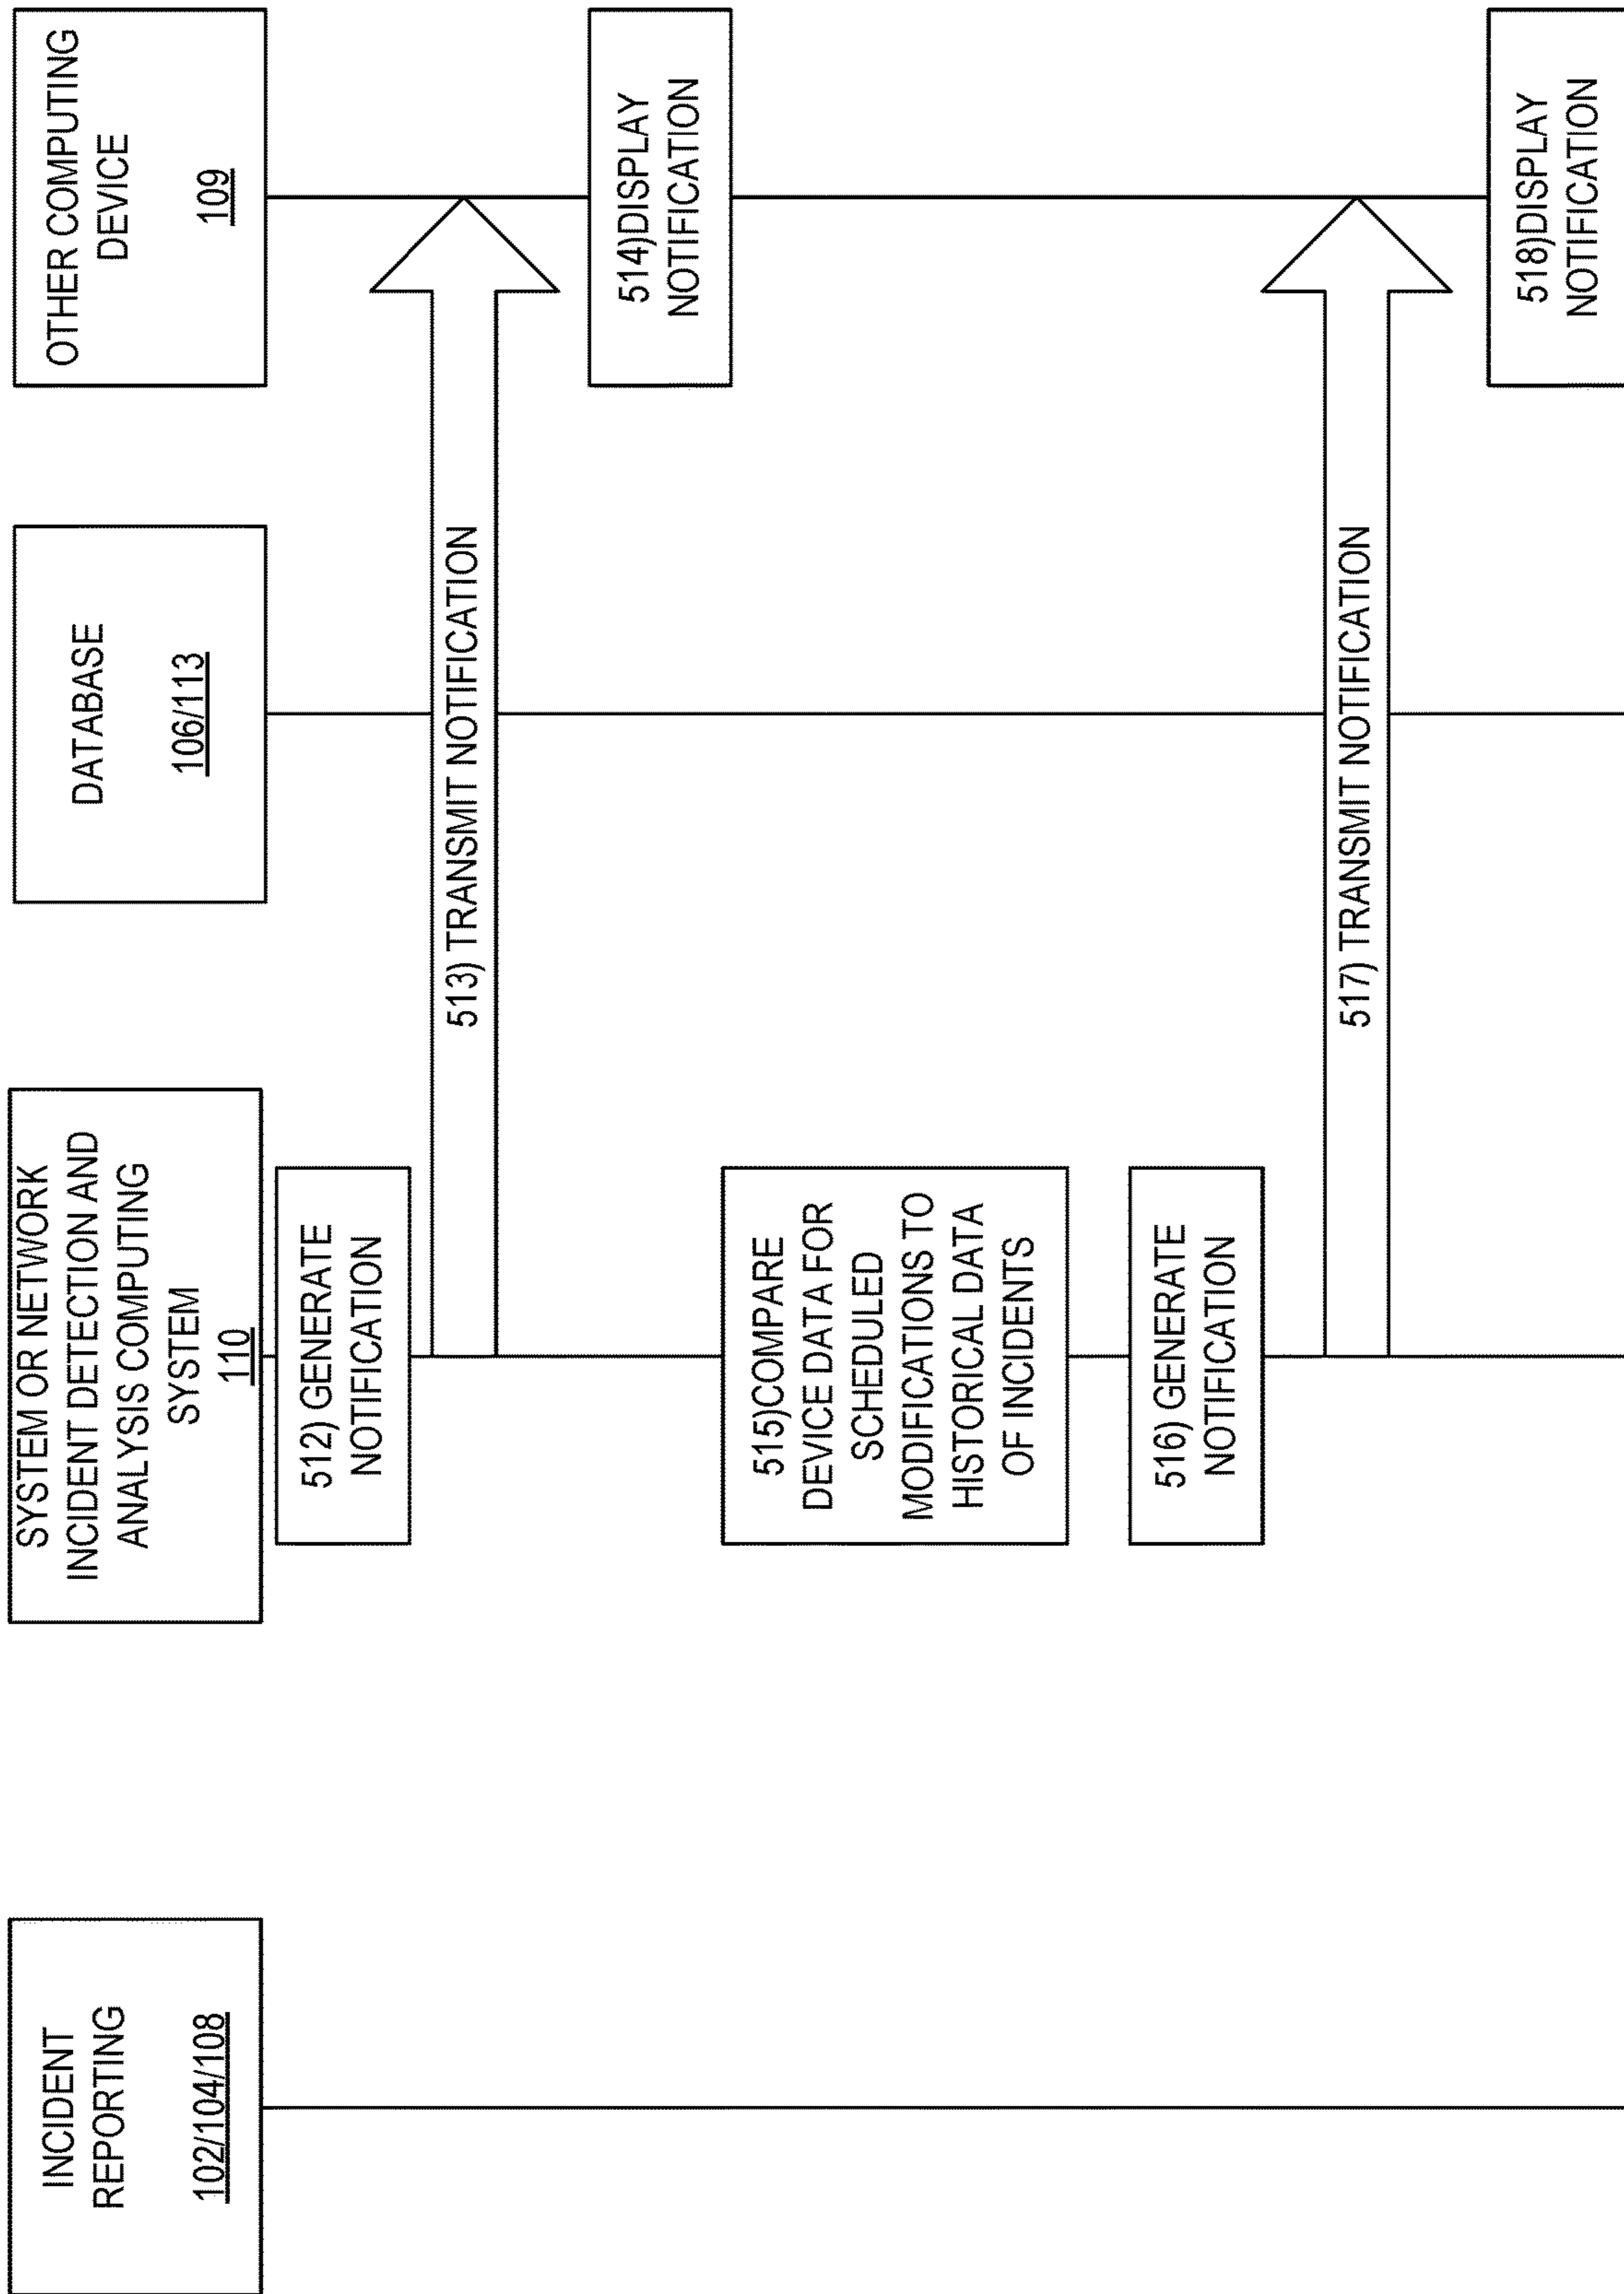 INCIDENT
REPORTING
102/104/108
SYSTEM OR NETWORK
INCIDENT DETECTION AND
ANALYSIS COMPUTING
SYSTEM
110
DATABASE
106/113
OTHER COMPUTING
DEVICE
109
512) GENERATE
NOTIFICATION
513) TRANSMIT NOTIFICATION
514)DISPLAY
NOTIFICATION
515)COMPARE
DEVICE DATA FOR
SCHEDULED
MODIFICATIONS TO
HISTORICAL DATA
OF INCIDENTS
516) GENERATE
NOTIFICATION
517) TRANSMIT NOTIFICATION
518)DISPLAY
NOTIFICATION